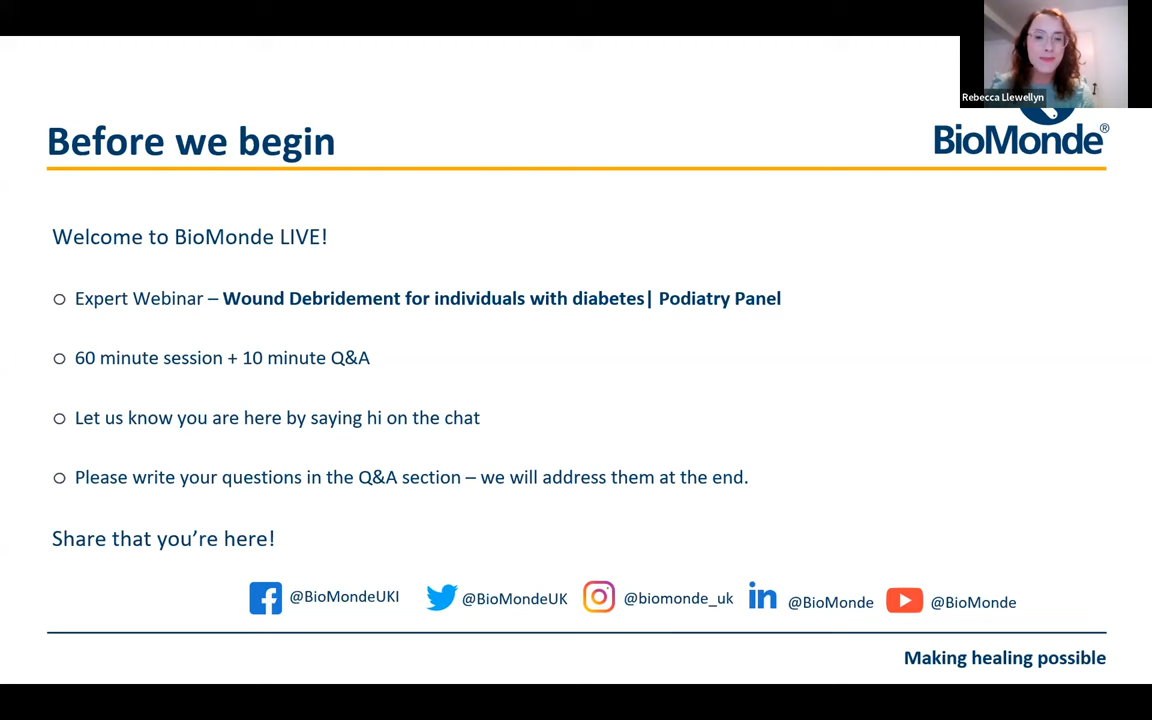 Rebecca Llewellyn
Before we begin
BioMonde®
Welcome to BioMonde LIVE!
Expert Webinar – Wound Debridement for individuals with diabetes| Podiatry Panel
60 minute session + 10 minute Q&A
Let us know you are here by saying hi on the chat
Please write your questions in the Q&A section – we will address them at the end.
Share that you’re here!
@BioMondeUKI @BioMondeUK @biomonde_uk @BioMonde @BioMonde
Making healing possible